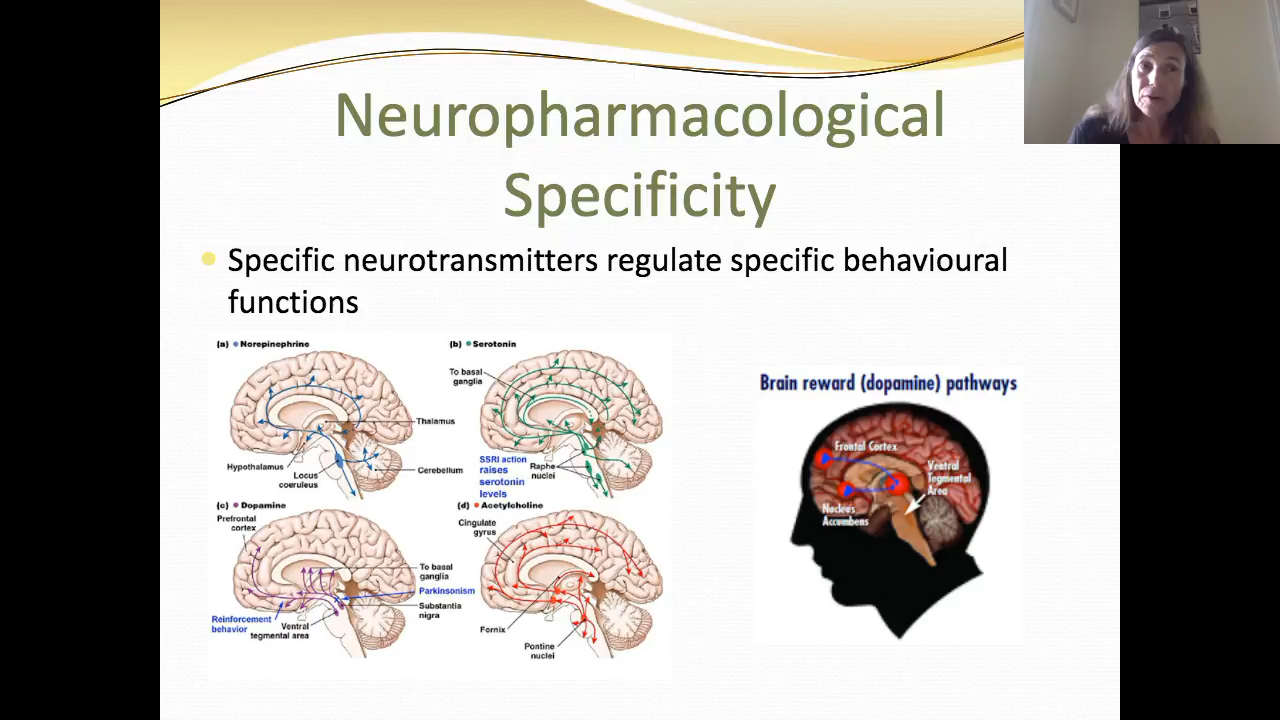 Neuropharmacological
Specificity
Specific neurotransmitters regulate specific behavioural
functions
(a) Norepinephrine
Thalamus
Hypothalamus
Locus
coeruleus
Cerebellum
(b) Serotonin
To basal
ganglia
SSRI action
raises
serotonin
levels
Raphe
nuclei
(c) Dopamine
Prefrontal
cortex
To basal
ganglia
Parkinsonism
Substantia
nigra
Reinforcement
behavior
Ventral
tegmental area
(d) Acetylcholine
Cingulate
gyrus
Fornix
Pontine
nuclei
Brain reward (dopamine) pathways
Frontal Cortex
Ventral
Tegmental
Area
Nucleus
Accumbens